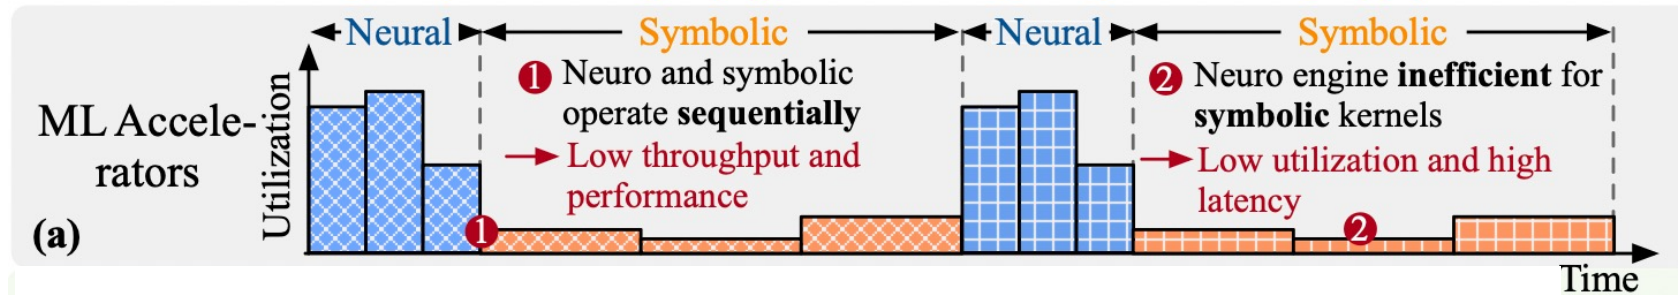 Neural
Symbolic
Neural
Symbolic
ML Accele-
rators
(a)
Utilization
1 Neuro and symbolic
operate sequentially
→ Low throughput and
performance
2 Neuro engine inefficient for
symbolic kernels
→ Low utilization and high
latency
1
2
Time